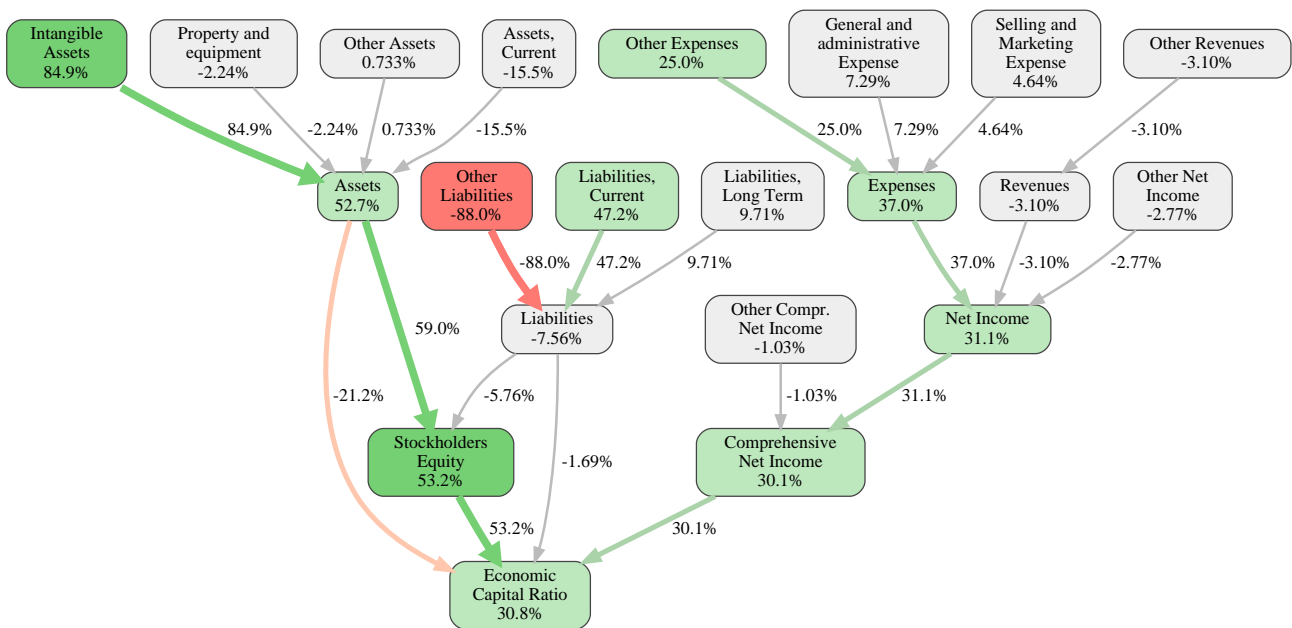 Intangible
Assets
84.9%
Property and
equipment
-2.24%
Other Assets
0.733%
Assets,
Current
-15.5%
Other Expenses
25.0%
General and
administrative
Expense
7.29%
Selling and
Marketing
Expense
4.64%
Other Revenues
-3.10%
84.9%
-2.24%
0.733%
-15.5%
25.0%
7.29%
4.64%
-3.10%
Assets
52.7%
Other
Liabilities
-88.0%
Liabilities,
Current
47.2%
Liabilities,
Long Term
9.71%
Expenses
37.0%
Revenues
-3.10%
Other Net
Income
-2.77%
59.0%
-88.0%
47.2%
9.71%
37.0%
-3.10%
-2.77%
Liabilities
-7.56%
Other Compr.
Net Income
-1.03%
Net Income
31.1%
-21.2%
-5.76%
-1.03%
31.1%
Stockholders
Equity
53.2%
-1.69%
Comprehensive
Net Income
30.1%
53.2%
30.1%
Economic
Capital Ratio
30.8%